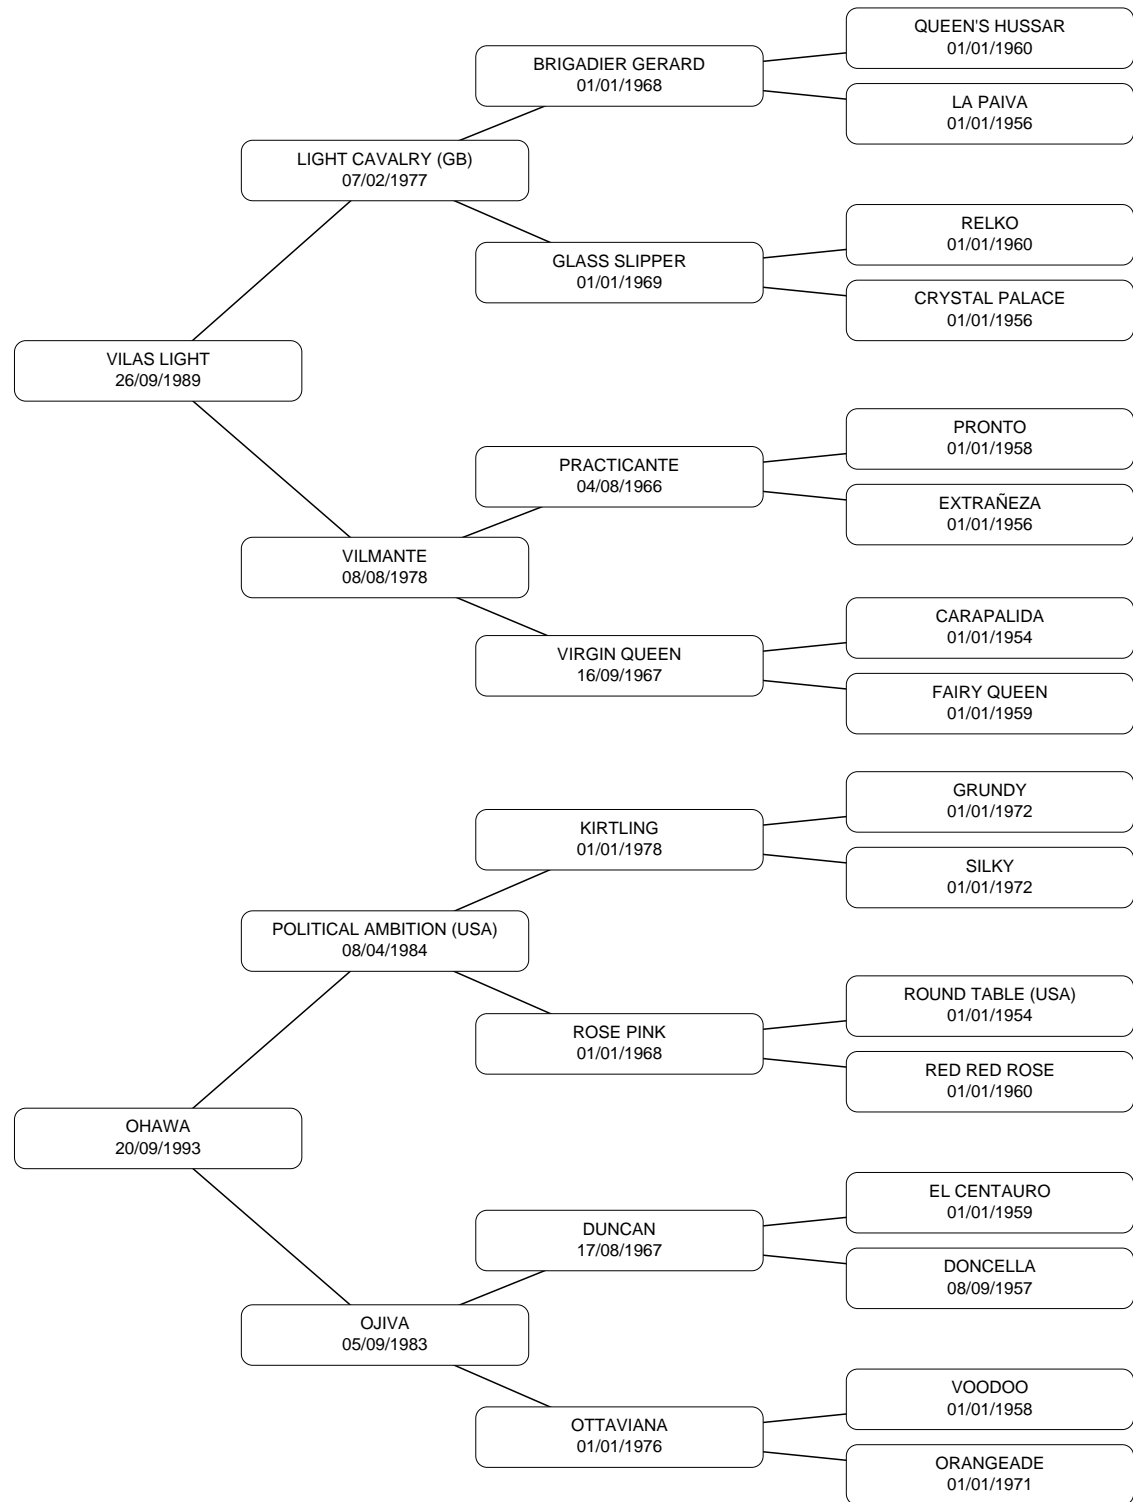 QUEEN'S HUSSAR
01/01/1960
BRIGADIER GERARD
01/01/1968
LA PAIVA
01/01/1956
LIGHT CAVALRY (GB)
07/02/1977
RELKO
01/01/1960
GLASS SLIPPER
01/01/1969
CRYSTAL PALACE
01/01/1956
VILAS LIGHT
26/09/1989
PRONTO
01/01/1958
PRACTICANTE
04/08/1966
EXTRAÑEZA
01/01/1956
VILMANTE
08/08/1978
CARAPALIDA
01/01/1954
VIRGIN QUEEN
16/09/1967
FAIRY QUEEN
01/01/1959
GRUNDY
01/01/1972
KIRTLING
01/01/1978
SILKY
01/01/1972
POLITICAL AMBITION (USA)
08/04/1984
ROUND TABLE (USA)
01/01/1954
ROSE PINK
01/01/1968
RED RED ROSE
01/01/1960
OHAWA
20/09/1993
EL CENTAURO
01/01/1959
DUNCAN
17/08/1967
DONCELLA
08/09/1957
OJIVA
05/09/1983
VOODOO
01/01/1958
OTTAVIANA
01/01/1976
ORANGEADE
01/01/1971